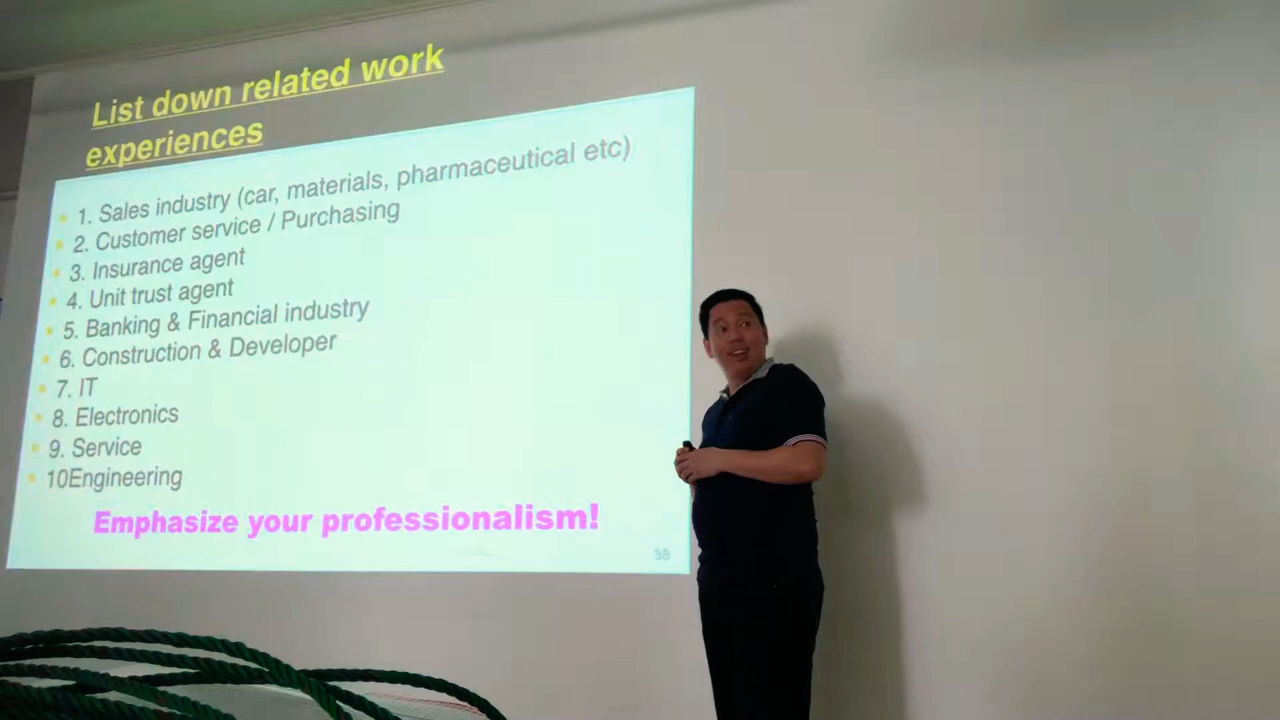 List down related work
experiences
1. Sales industry (car, materials, pharmaceutical etc)
2. Customer service / Purchasing
3. Insurance agent
4. Unit trust agent
5. Banking & Financial industry
6. Construction & Developer
7. IT
8. Electronics
9. Service
10Engineering
Emphasize your professionalism!
38